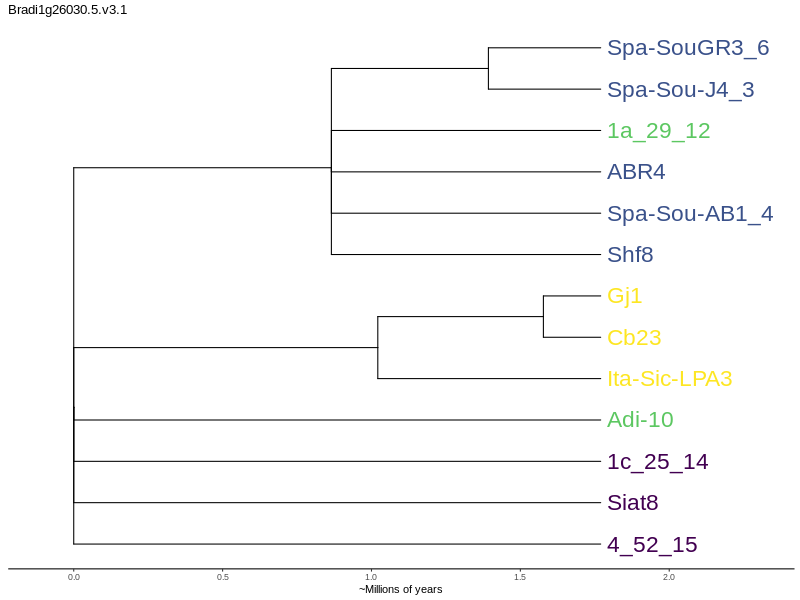 Bradi1g26030.5.v3.1
Spa-SouGR3_6
Spa-Sou-J4_3
1a_29_12
ABR4
Spa-Sou-AB1_4
Shf8
Gj1
Cb23
Ita-Sic-LPA3
Adi-10
1c_25_14
Siat8
4_52_15
0.0 0.5 1.0 1.5 2.0
~Millions of years